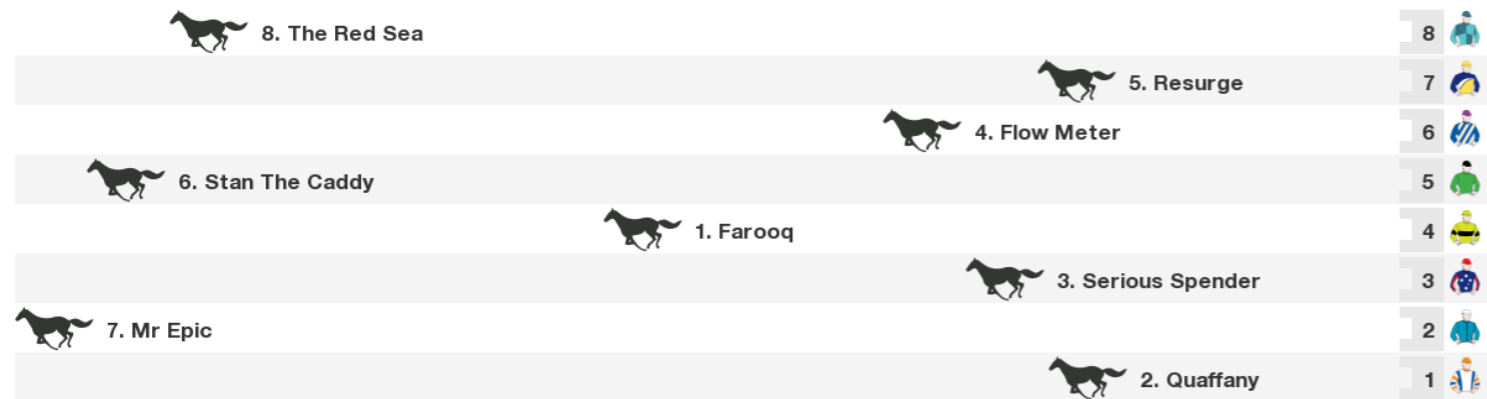 8. The Red Sea 8
5. Resurge 7
4. Flow Meter 6
6. Stan The Caddy 5
1. Farooq 4
3. Serious Spender 3
7. Mr Epic 2
2. Quaffany 1